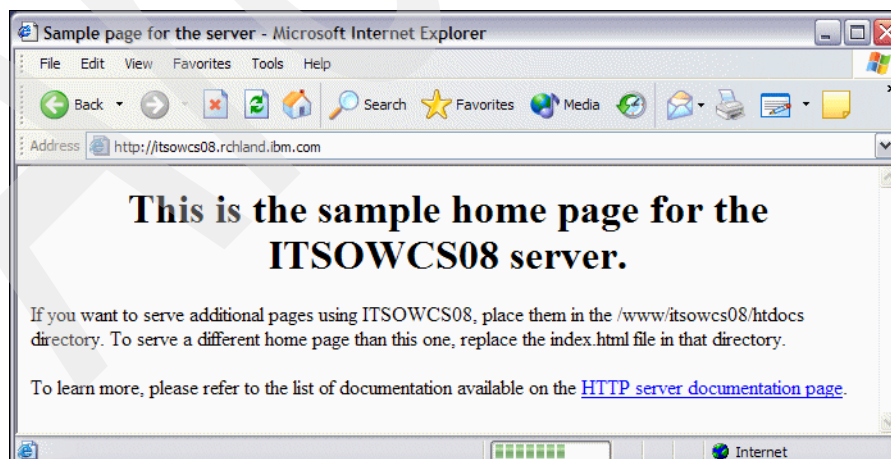 Sample page for the server - Microsoft Internet Explorer
File Edit View Favorites Tools Help
Back Search Favorites Media
Address http://itsowcs08.rchland.ibm.com
This is the sample home page for the
ITSOWCS08 server.
If you want to serve additional pages using ITSOWCS08, place them in the /www/itsowcs08/htdocs
directory. To serve a different home page than this one, replace the index.html file in that directory.
To learn more, please refer to the list of documentation available on the HTTP server documentation page.
Internet